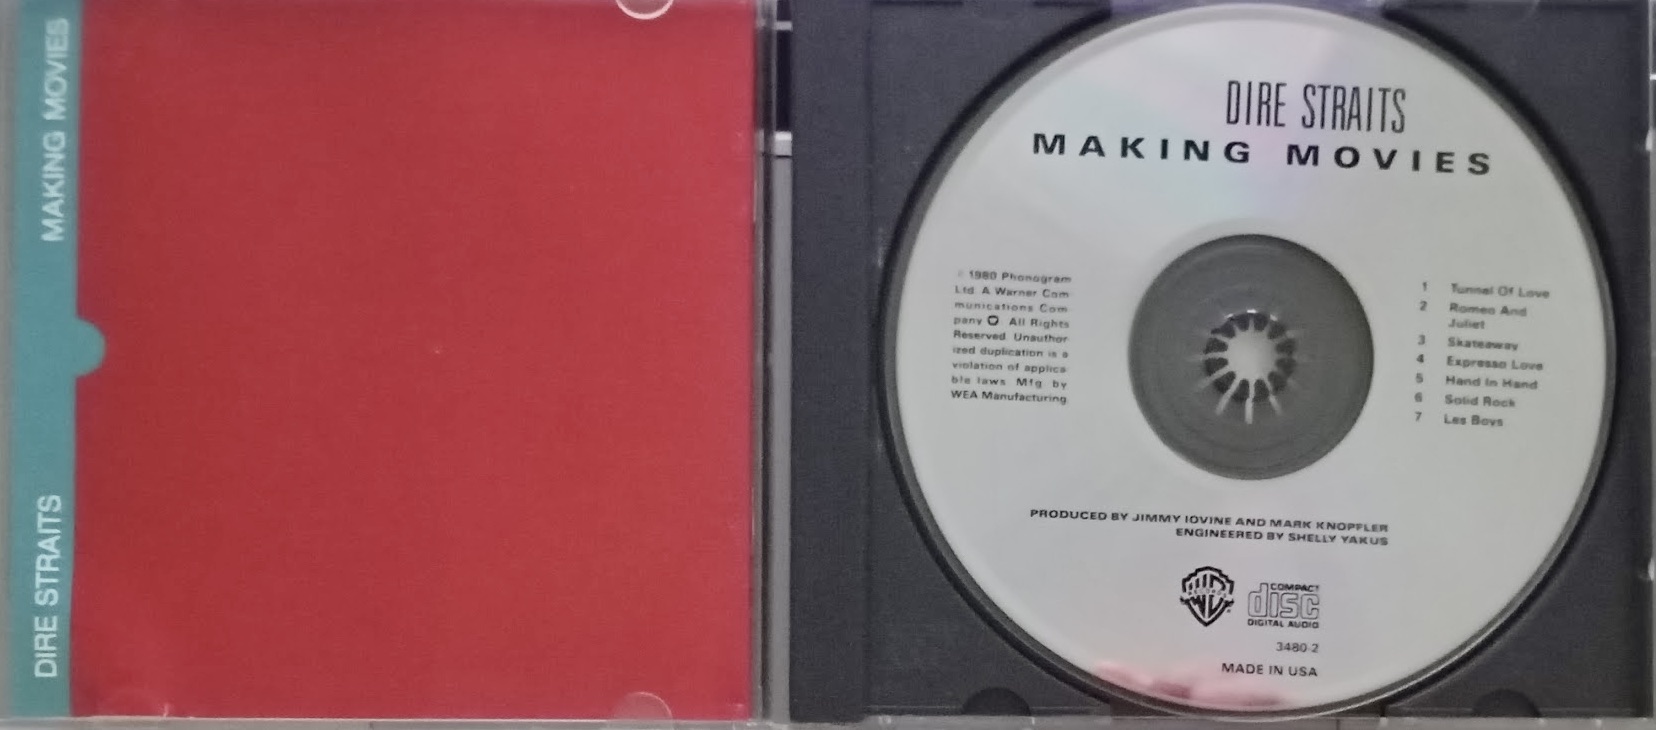 MAKING MOVIES
DIRE STRAITS
DIRE STRAITS
MAKING MOVIES
1980 Phonogram
Ltd. A Warner Com
munications Com
pany. All Rights
Reserved. Unauthor
ized duplication is a
violation of applica
ble laws. Mfg. by
WEA Manufacturing.
1 Tunnel Of Love
2 Romeo And
Juliet
3 Skateaway
4 Expresso Love
5 Hand In Hand
6 Solid Rock
7 Les Boys
PRODUCED BY JIMMY IOVINE AND MARK KNOPFLER
ENGINEERED BY SHELLY YAKUS
RECORDS
COMPACT
disc
DIGITAL AUDIO
3480-2
MADE IN USA